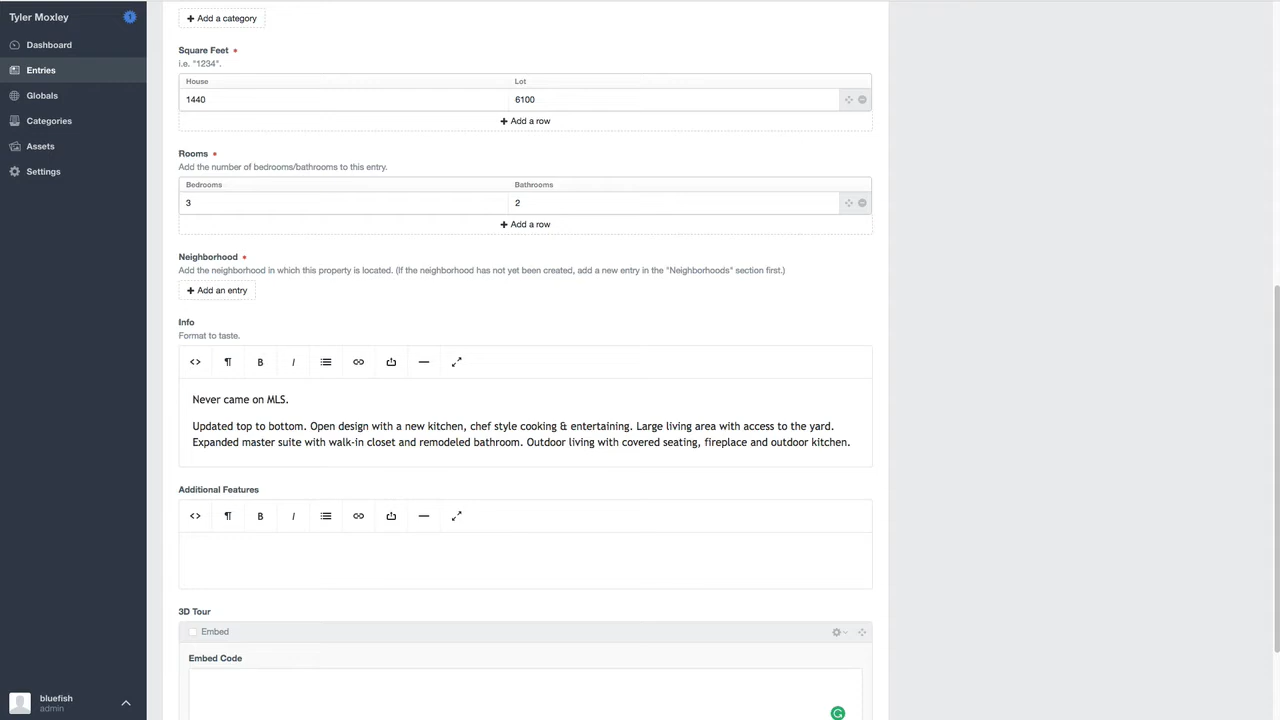 Tyler Moxley
1
Dashboard
Entries
Globals
Categories
Assets
Settings
bluefish
admin
+ Add a category
Square Feet
i.e. "1234".
House Lot
1440 6100
+ Add a row
Rooms
Add the number of bedrooms/bathrooms to this entry.
Bedrooms Bathrooms
3 2
+ Add a row
Neighborhood
Add the neighborhood in which this property is located. (If the neighborhood has not yet been created, add a new entry in the "Neighborhoods" section first.)
+ Add an entry
Info
Format to taste.
<> ¶ B I
Never came on MLS.
Updated top to bottom. Open design with a new kitchen, chef style cooking & entertaining. Large living area with access to the yard.
Expanded master suite with walk-in closet and remodeled bathroom. Outdoor living with covered seating, fireplace and outdoor kitchen.
Additional Features
<> ¶ B I
3D Tour
Embed
Embed Code